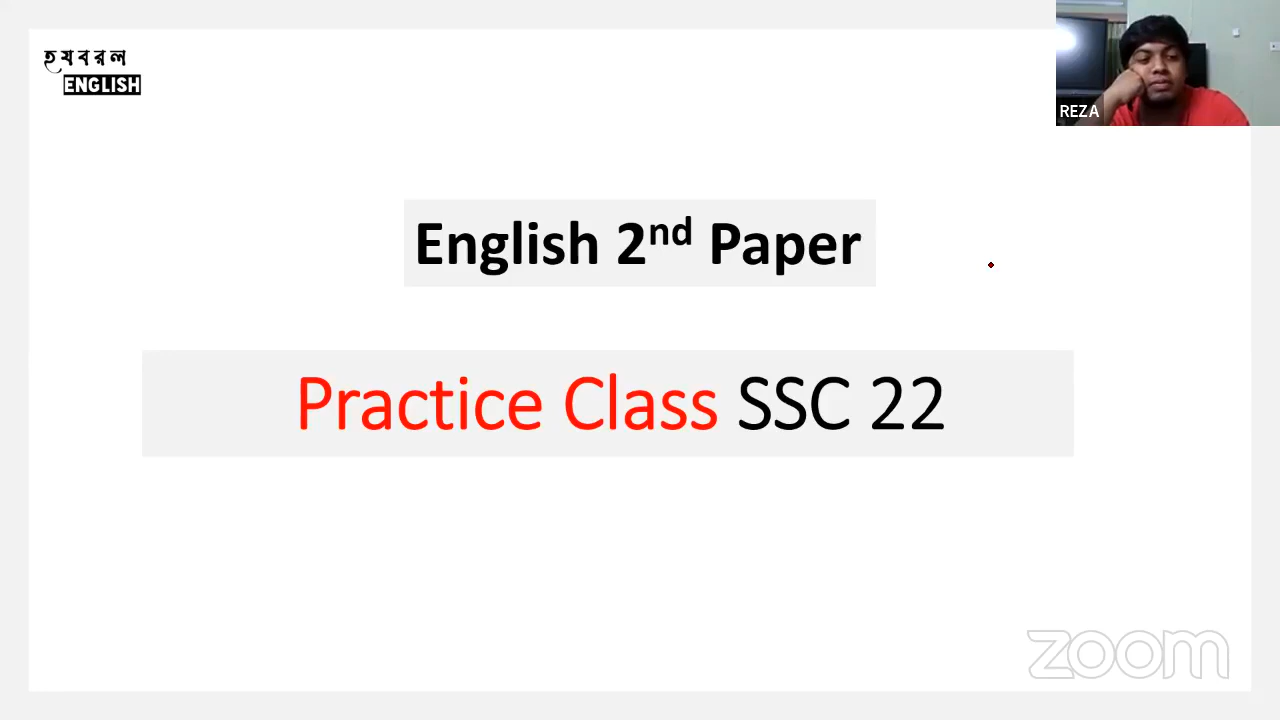 হযবরল
ENGLISH
REZA
English 2nd Paper
Practice Class SSC 22
zoom